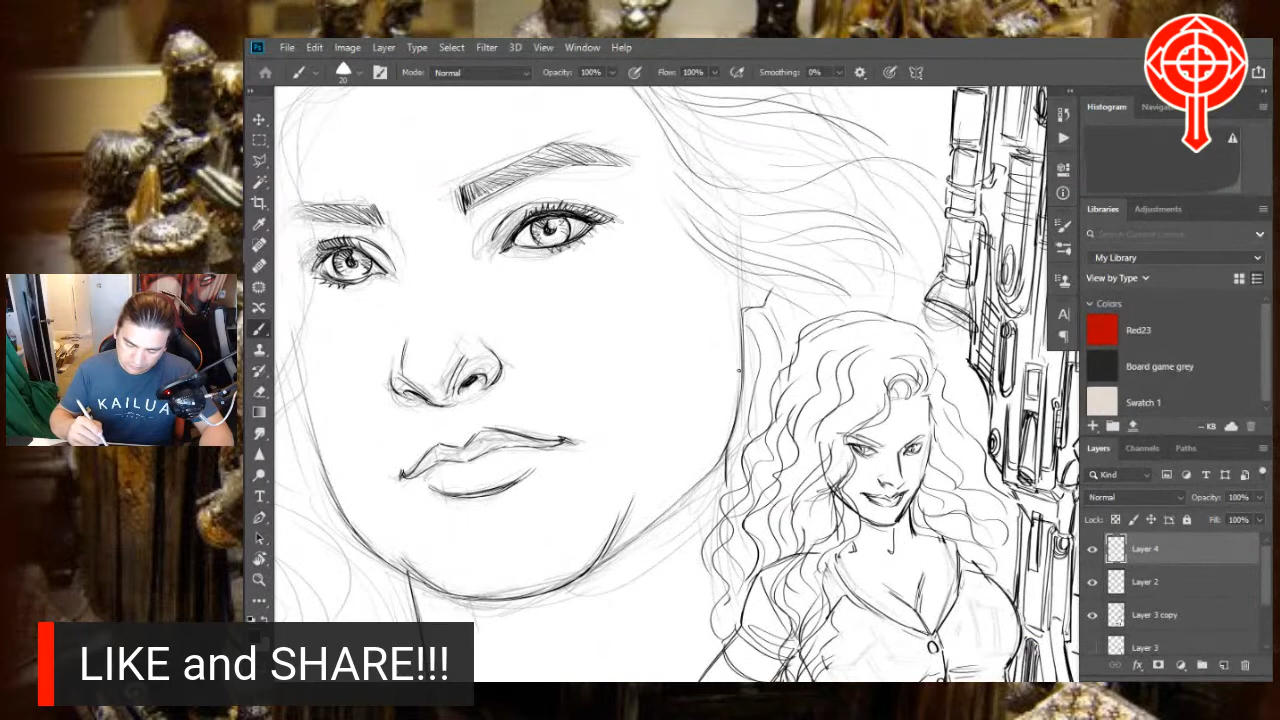 Ps File Edit Image Layer Type Select Filter 3D View Window Help
20 Mode: Normal Opacity: 100% Flow: 100% Smoothing: 0%
Histogram
Libraries Adjustments
My Library
View by Type
Colors
Red23
Board game grey
Swatch 1
-- KB
Layers Channels Paths
Kind
Normal Opacity: 100%
Lock: Fill: 100%
Layer 4
Layer 2
Layer 3 copy
Layer 3
KAILUA
LIKE and SHARE!!!